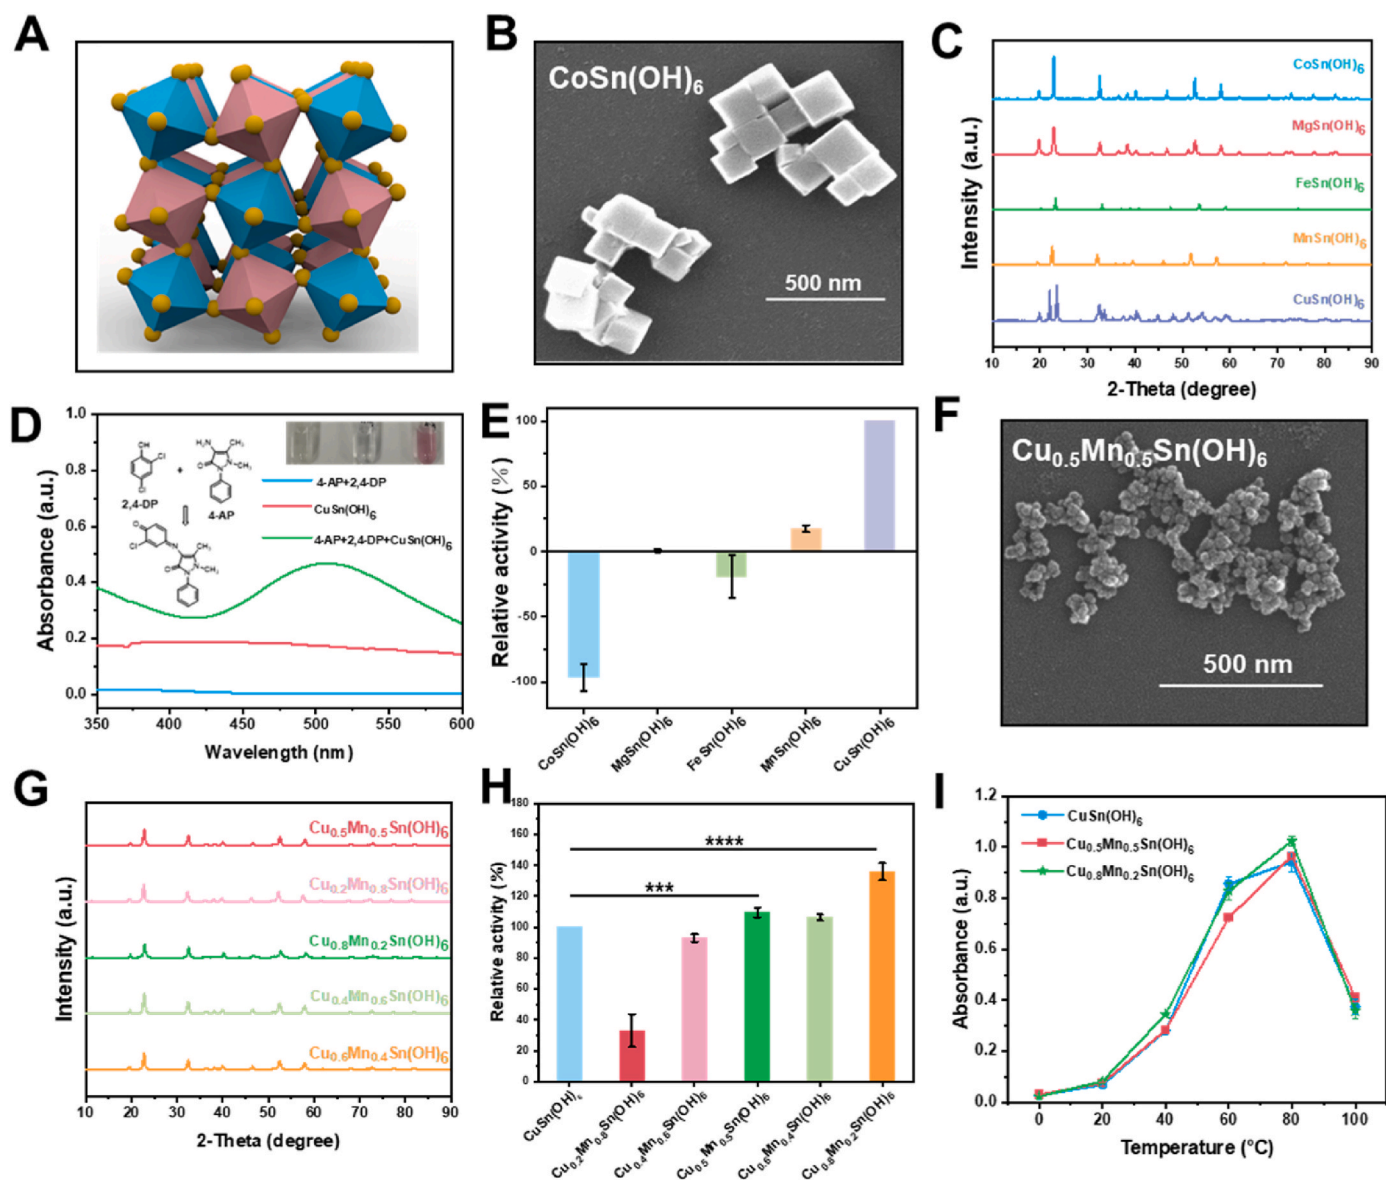 A
B
CoSn(OH)6
500 nm
C
CoSn(OH)6
MgSn(OH)6
FeSn(OH)6
MnSn(OH)6
CuSn(OH)6
Intensity (a.u.)
10 20 30 40 50 60 70 80 90
2-Theta (degree)
D
1.0
0.8
0.6
0.4
0.2
0.0
Absorbance (a.u.)
350 400 450 500 550 600
Wavelength (nm)
OH
Cl
Cl
2,4-DP
+
H2N
CH3
N-CH3
O
N
4-AP
O
Cl
N
CH3
N-CH3
O
N
4-AP+2,4-DP
CuSn(OH)6
4-AP+2,4-DP+CuSn(OH)6
E
100
50
0
-50
-100
Relative activity (%)
CoSn(OH)6
MgSn(OH)6
FeSn(OH)6
MnSn(OH)6
CuSn(OH)6
F
Cu0.5Mn0.5Sn(OH)6
500 nm
G
Cu0.5Mn0.5Sn(OH)6
Cu0.2Mn0.8Sn(OH)6
Cu0.8Mn0.2Sn(OH)6
Cu0.4Mn0.6Sn(OH)6
Cu0.6Mn0.4Sn(OH)6
Intensity (a.u.)
10 20 30 40 50 60 70 80 90
2-Theta (degree)
H
180
160
140
120
100
80
60
40
20
0
Relative activity (%)
****
***
CuSn(OH)6
Cu0.2Mn0.8Sn(OH)6
Cu0.4Mn0.6Sn(OH)6
Cu0.5Mn0.5Sn(OH)6
Cu0.6Mn0.4Sn(OH)6
Cu0.8Mn0.2Sn(OH)6
I
1.2
1.0
0.8
0.6
0.4
0.2
0.0
Absorbance (a.u.)
CuSn(OH)6
Cu0.5Mn0.5Sn(OH)6
Cu0.8Mn0.2Sn(OH)6
0 20 40 60 80 100
Temperature (°C)